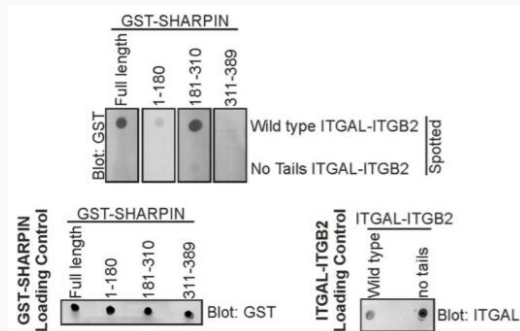 GST-SHARPIN
Full length
1-180
181-310
311-389
Blot: GST
Wild type ITGAL-ITGB2
No Tails ITGAL-ITGB2
Spotted
GST-SHARPIN
Loading Control
GST-SHARPIN
Full length
1-180
181-310
311-389
Blot: GST
ITGAL-ITGB2
Loading Control
ITGAL-ITGB2
Wild type
no tails
Blot: ITGAL